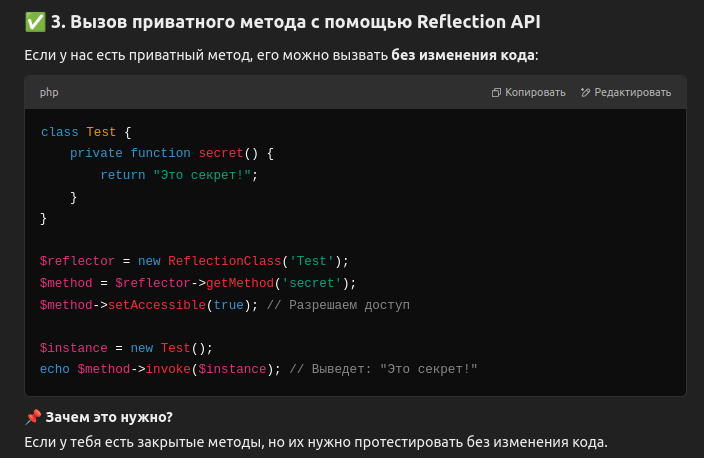 ✅ 3. Вызов приватного метода с помощью Reflection API
Если у нас есть приватный метод, его можно вызвать без изменения кода:
php
Копировать
Редактировать
class Test {
    private function secret() {
        return "Это секрет!";
    }
}

$reflector = new ReflectionClass('Test');
$method = $reflector->getMethod('secret');
$method->setAccessible(true); // Разрешаем доступ

$instance = new Test();
echo $method->invoke($instance); // Выведет: "Это секрет!"
📌 Зачем это нужно?
Если у тебя есть закрытые методы, но их нужно протестировать без изменения кода.